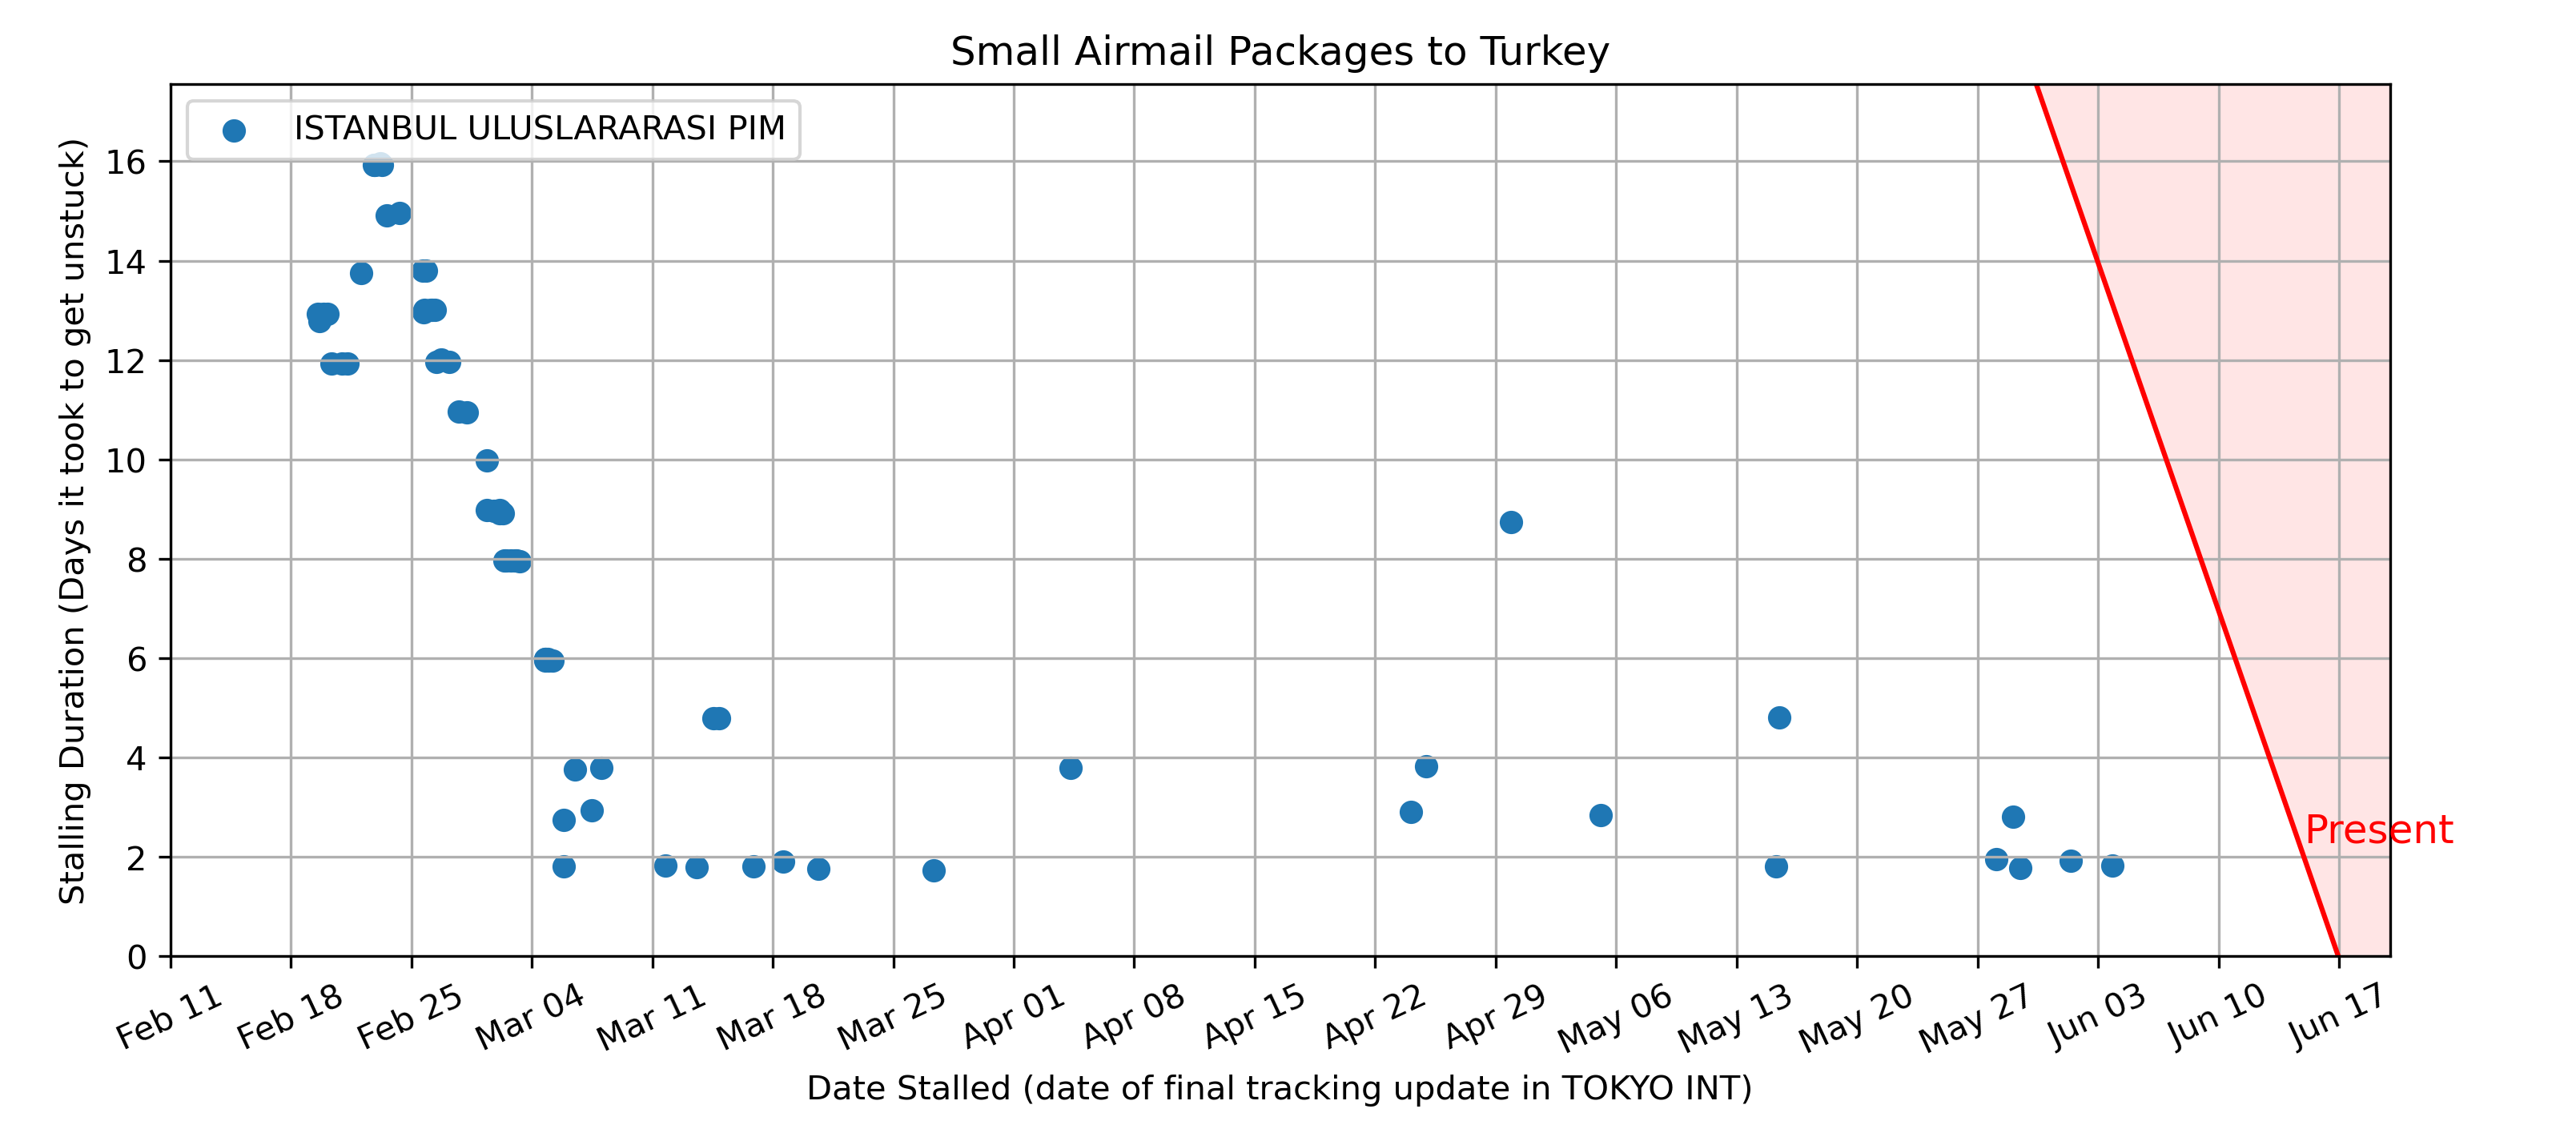 Small Airmail Packages to Turkey
ISTANBUL ULUSLARARASI PIM
Stalling Duration (Days it took to get unstuck)
16
14
12
10
8
6
4
2
0
Present
Feb 11
Feb 18
Feb 25
Mar 04
Mar 11
Mar 18
Mar 25
Apr 01
Apr 08
Apr 15
Apr 22
Apr 29
May 06
May 13
May 20
May 27
Jun 03
Jun 10
Jun 17
Date Stalled (date of final tracking update in TOKYO INT)